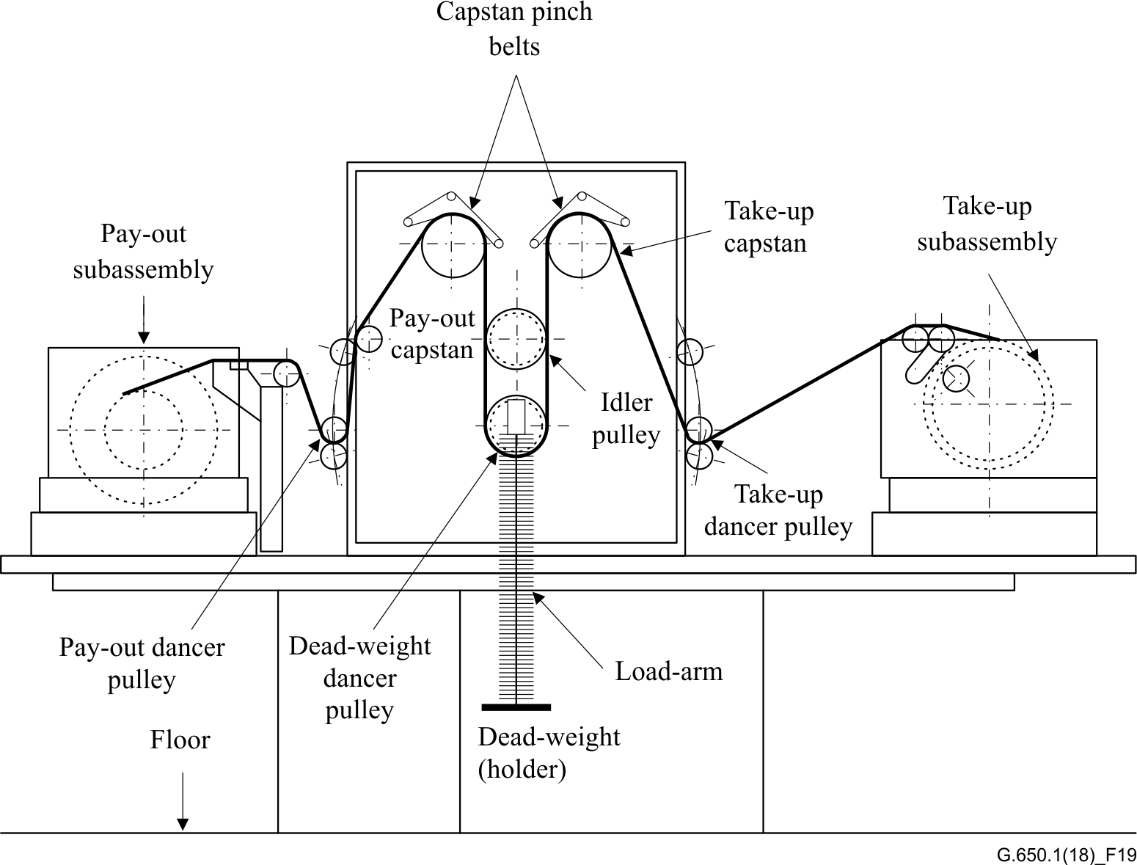 Capstan pinch
belts
Pay-out
subassembly
Take-up
capstan
Take-up
subassembly
Pay-out
capstan
Idler
pulley
Take-up
dancer pulley
Pay-out dancer
pulley
Dead-weight
dancer
pulley
Load-arm
Floor
Dead-weight
(holder)
G.650.1(18)_F19